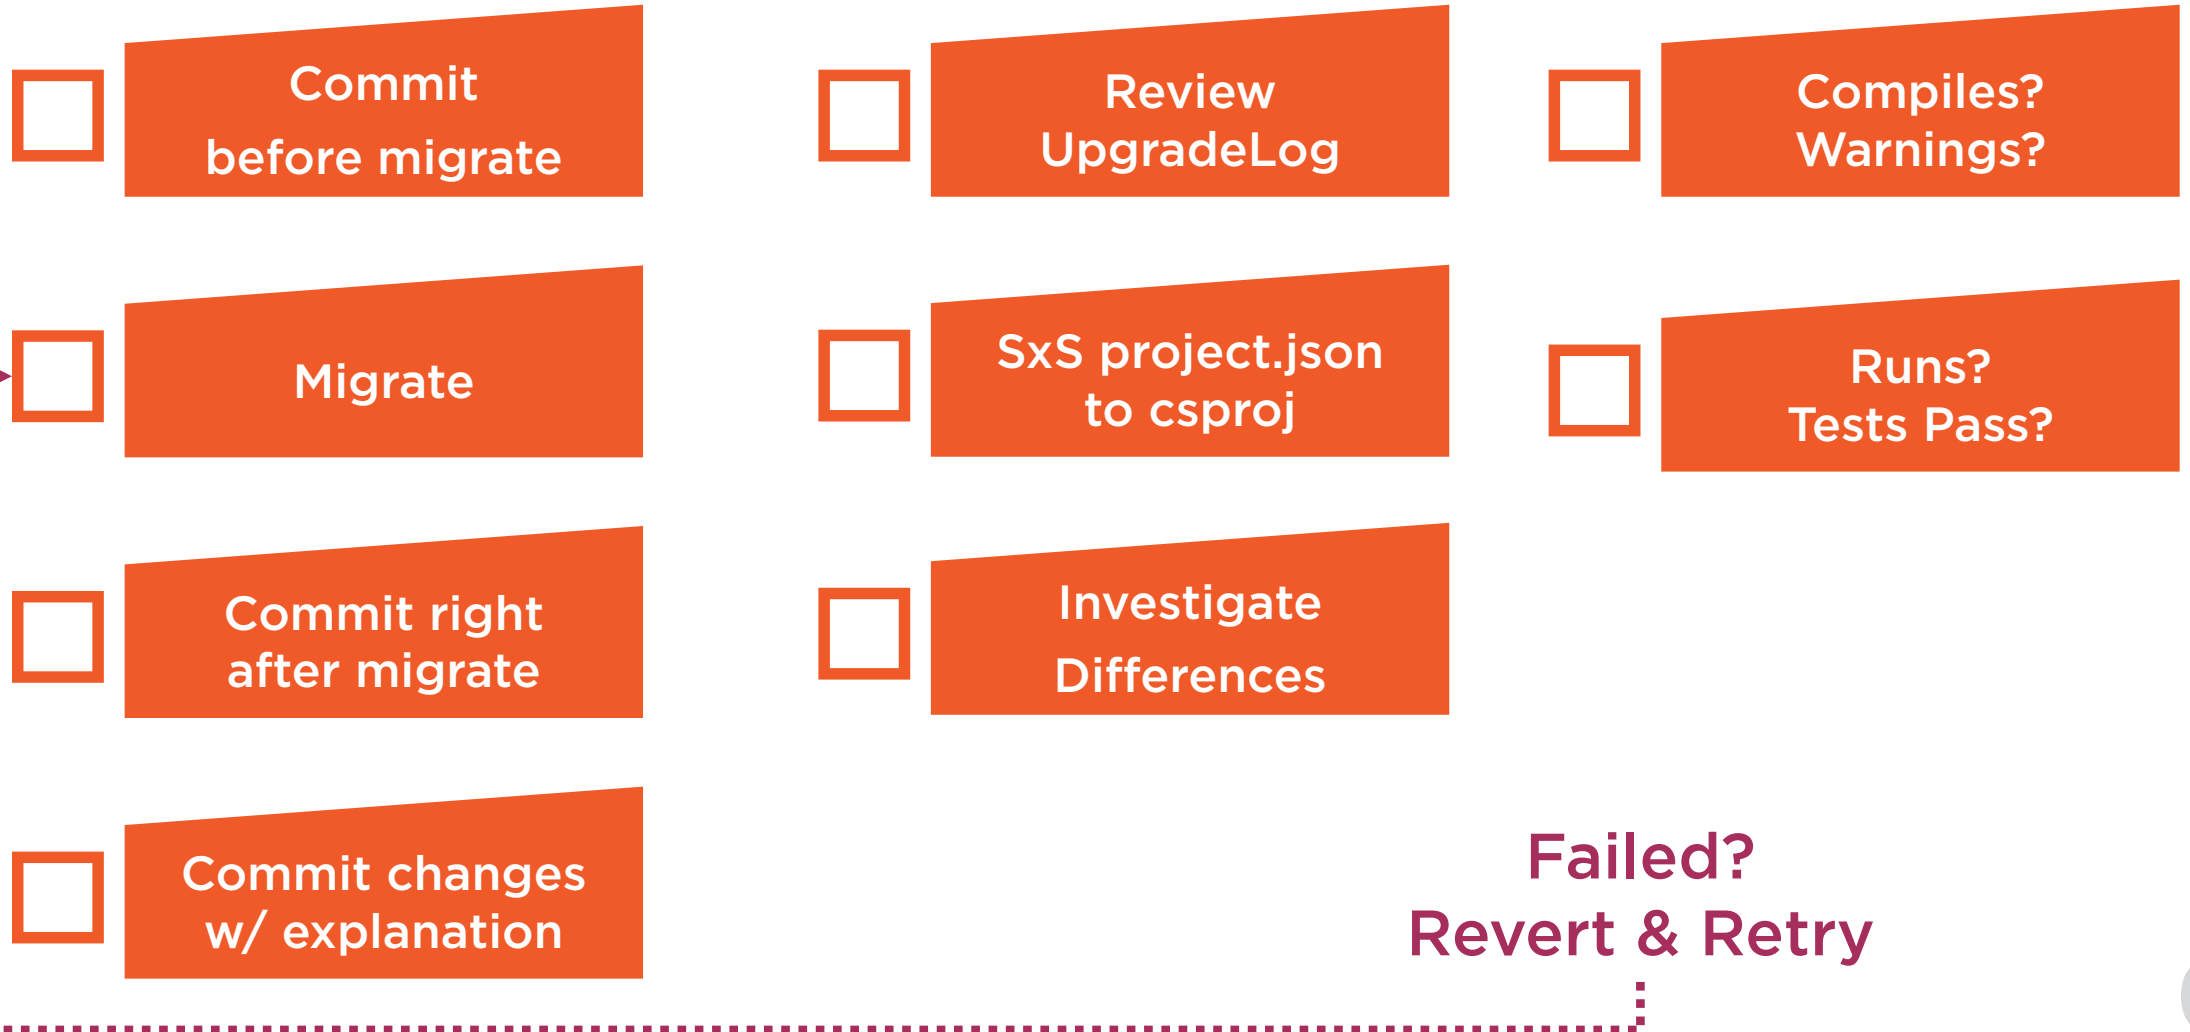 Commit
before migrate
Migrate
Commit right
after migrate
Commit changes
w/ explanation
Review
UpgradeLog
SxS project.json
to csproj
Investigate
Differences
Compiles?
Warnings?
Runs?
Tests Pass?
Failed?
Revert & Retry